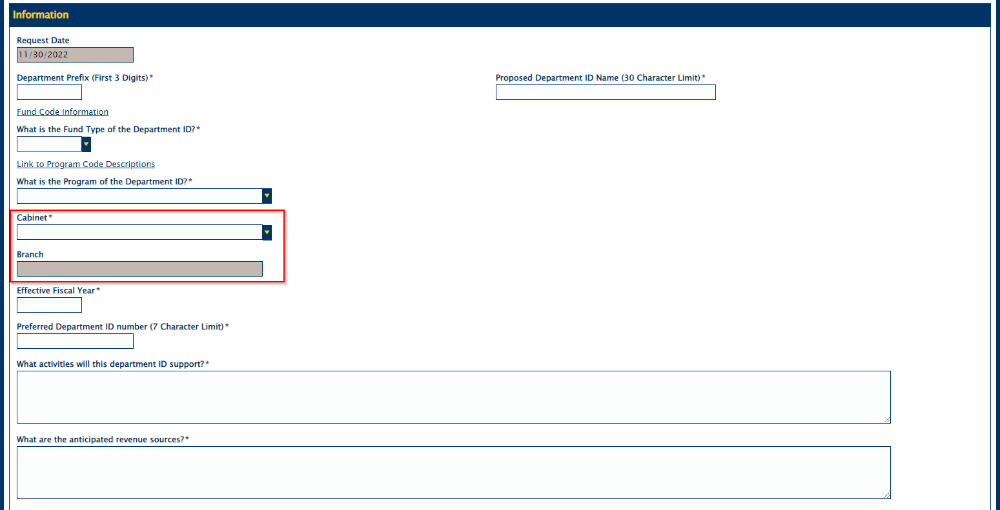 Information
Request Date
11/30/2022
Department Prefix (First 3 Digits)*
Proposed Department ID Name (30 Character Limit)*
Fund Code Information
What is the Fund Type of the Department ID?*
Link to Program Code Descriptions
What is the Program of the Department ID?*
Cabinet*
Branch
Effective Fiscal Year*
Preferred Department ID number (7 Character Limit)*
What activities will this department ID support?*
What are the anticipated revenue sources?*